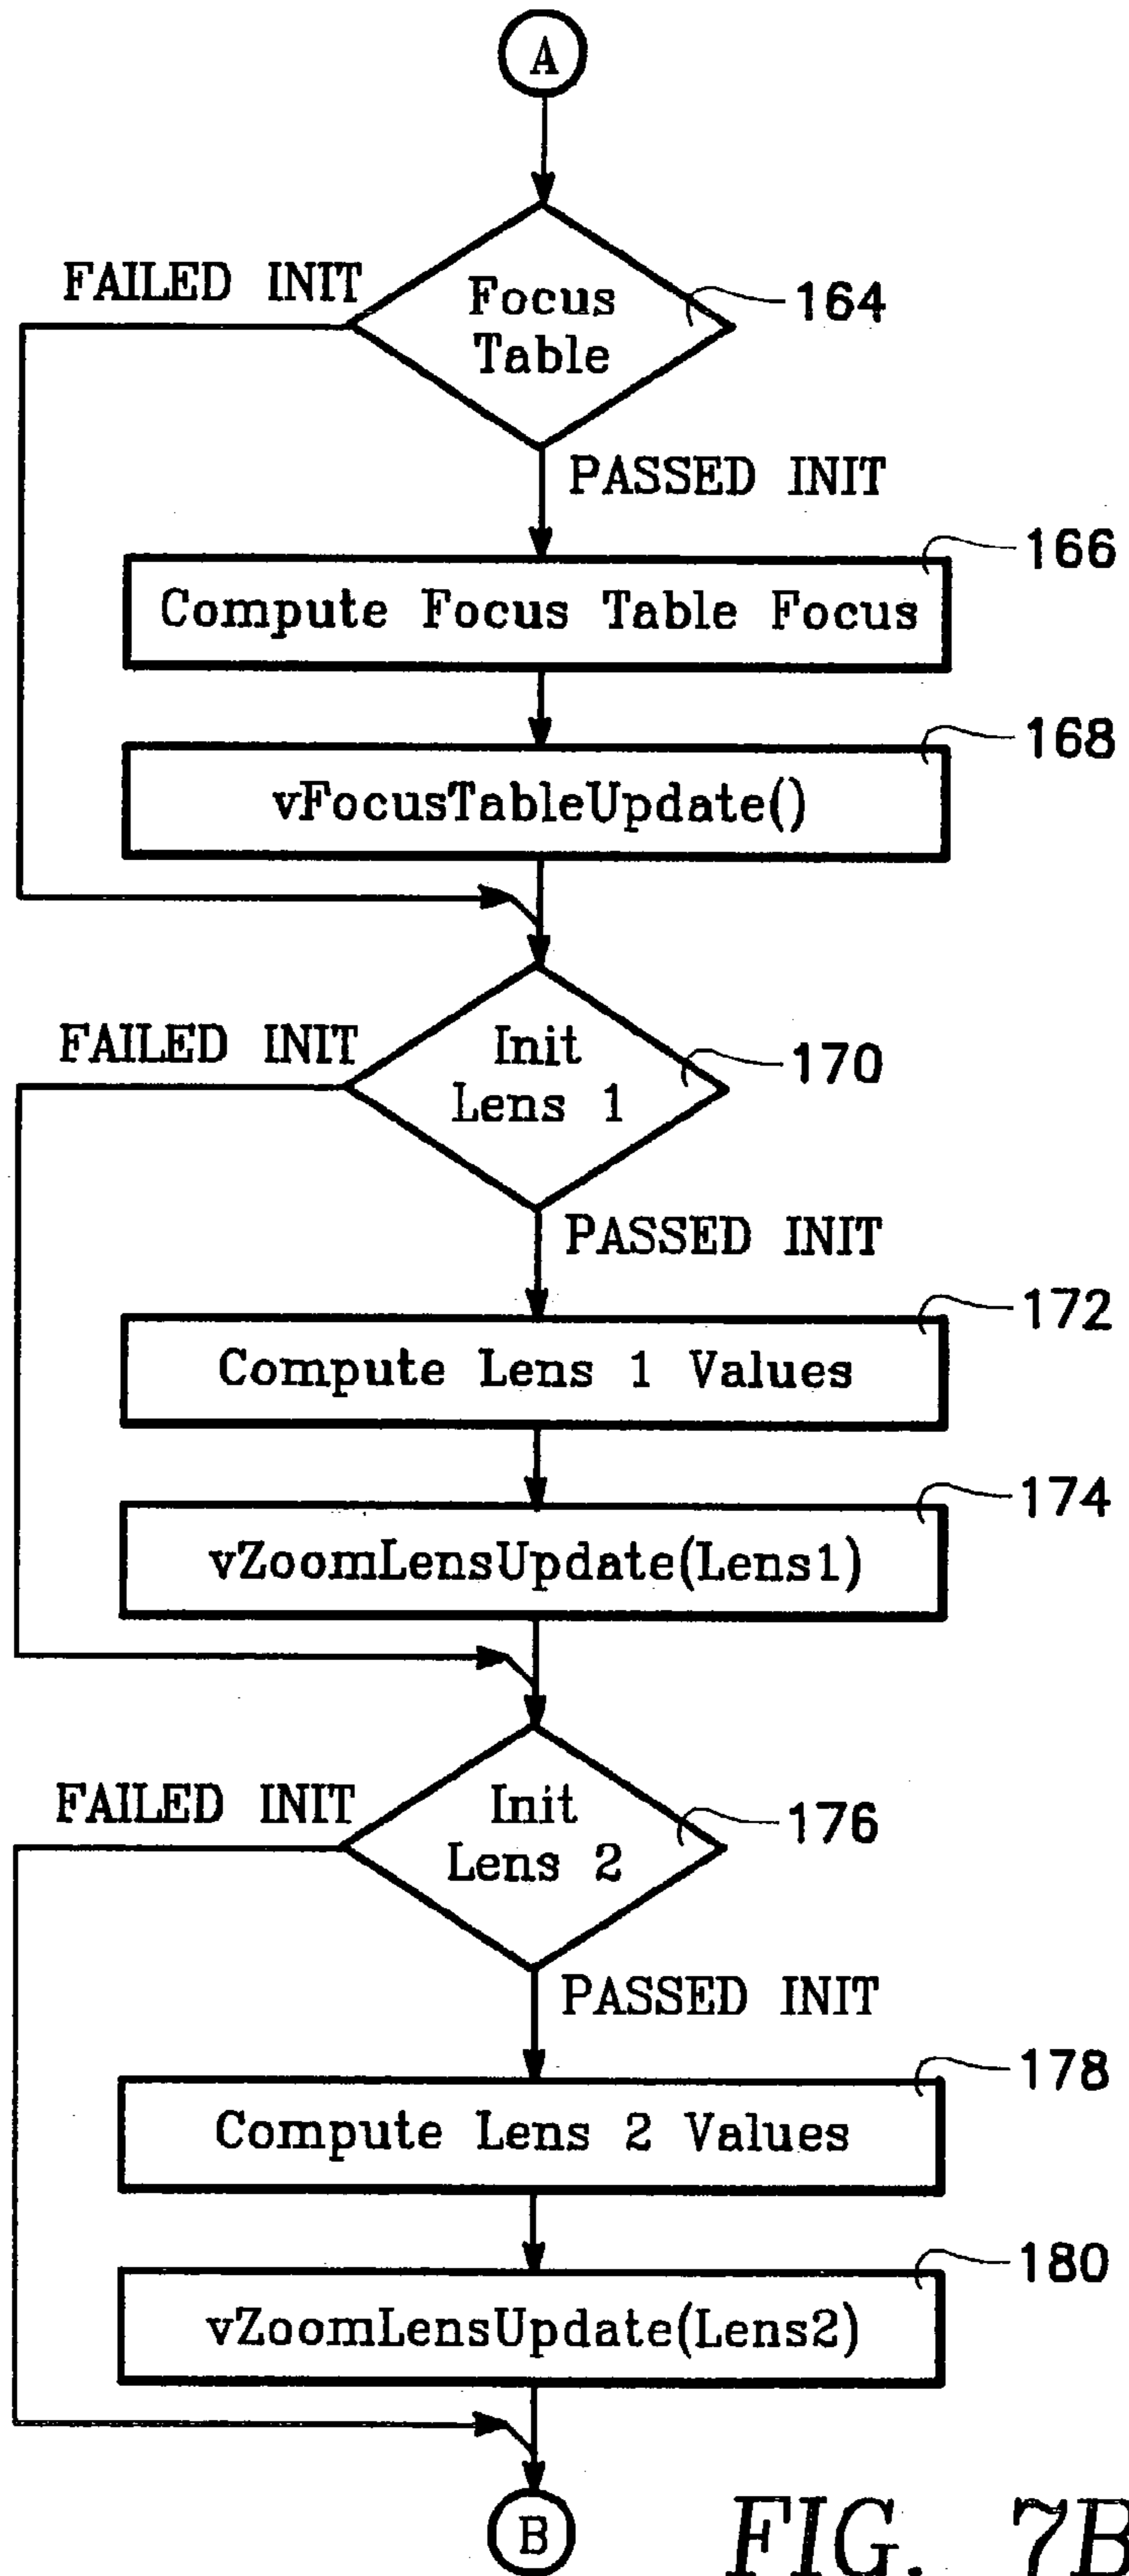 A
FAILED INIT
Focus
Table
164
PASSED INIT
166
Compute Focus Table Focus
168
vFocusTableUpdate()
FAILED INIT
Init
Lens 1
170
PASSED INIT
172
Compute Lens 1 Values
174
vZoomLensUpdate(Lens1)
FAILED INIT
Init
Lens 2
176
PASSED INIT
178
Compute Lens 2 Values
180
vZoomLensUpdate(Lens2)
B
FIG. 7B